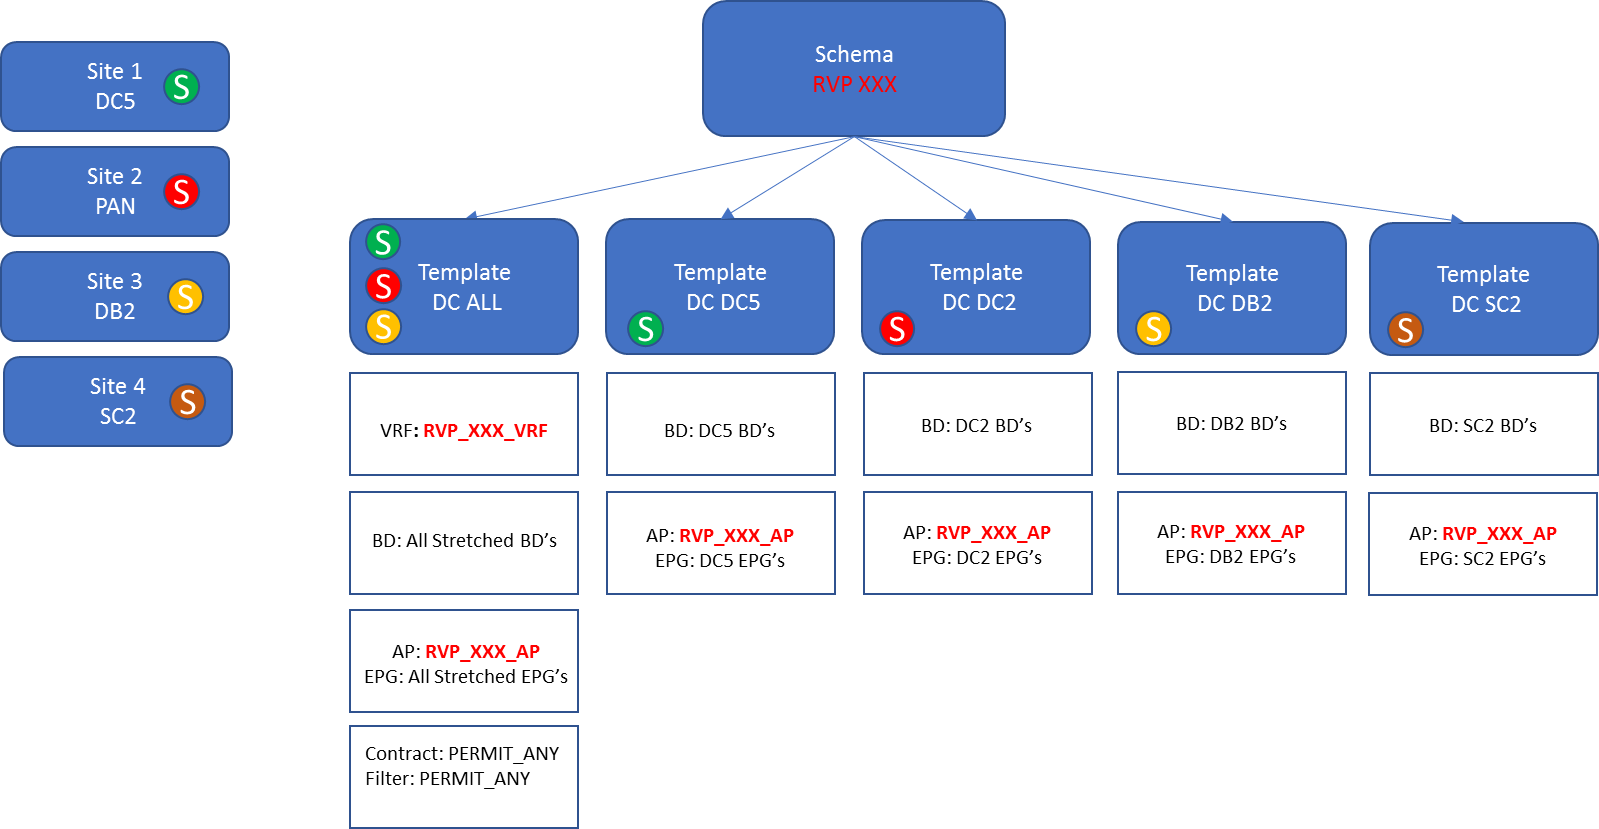 Schema
RVP XXX
Site 1
DC5
S
Site 2
PAN
S
Site 3
DB2
S
Site 4
SC2
S
S
S
S
Template
DC ALL
Template
DC DC5
S
Template
DC DC2
S
Template
DC DB2
S
Template
DC SC2
S
VRF: RVP_XXX_VRF
BD: All Stretched BD’s
AP: RVP_XXX_AP
EPG: All Stretched EPG’s
Contract: PERMIT_ANY
Filter: PERMIT_ANY
BD: DC5 BD’s
AP: RVP_XXX_AP
EPG: DC5 EPG’s
BD: DC2 BD’s
AP: RVP_XXX_AP
EPG: DC2 EPG’s
BD: DB2 BD’s
AP: RVP_XXX_AP
EPG: DB2 EPG’s
BD: SC2 BD’s
AP: RVP_XXX_AP
EPG: SC2 EPG’s